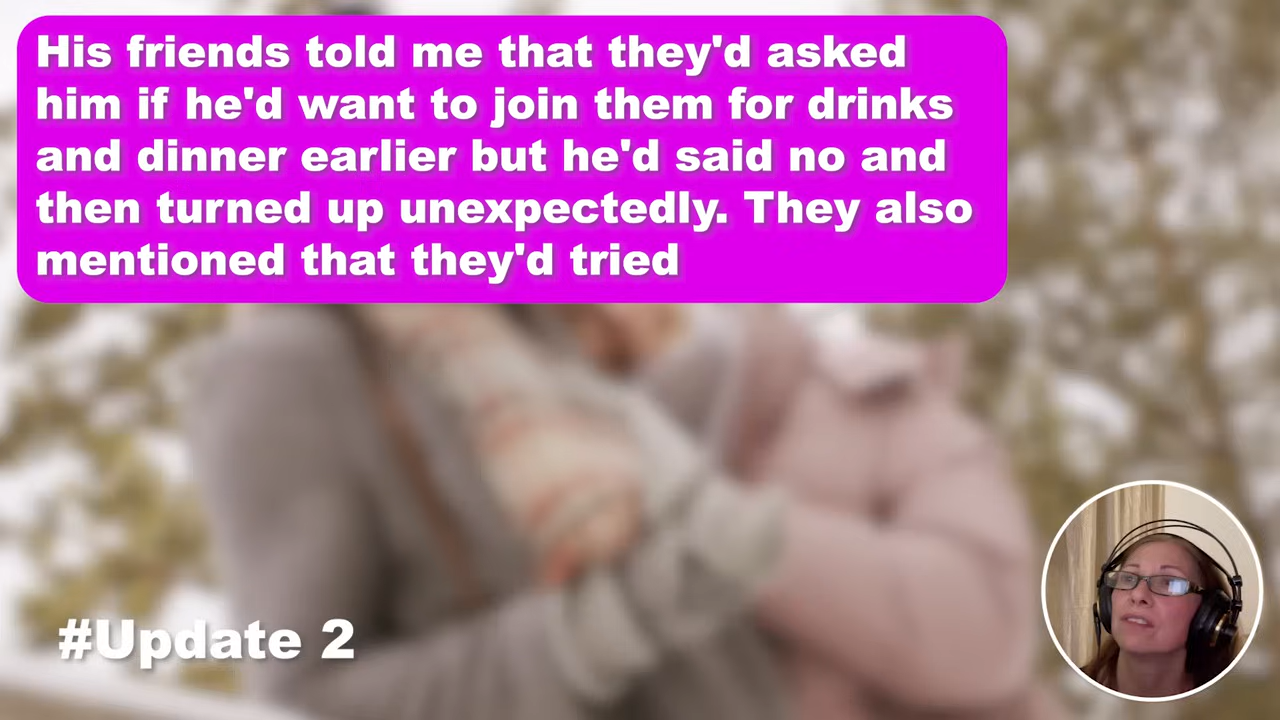 His friends told me that they'd asked
him if he'd want to join them for drinks
and dinner earlier but he'd said no and
then turned up unexpectedly. They also
mentioned that they'd tried
#Update 2